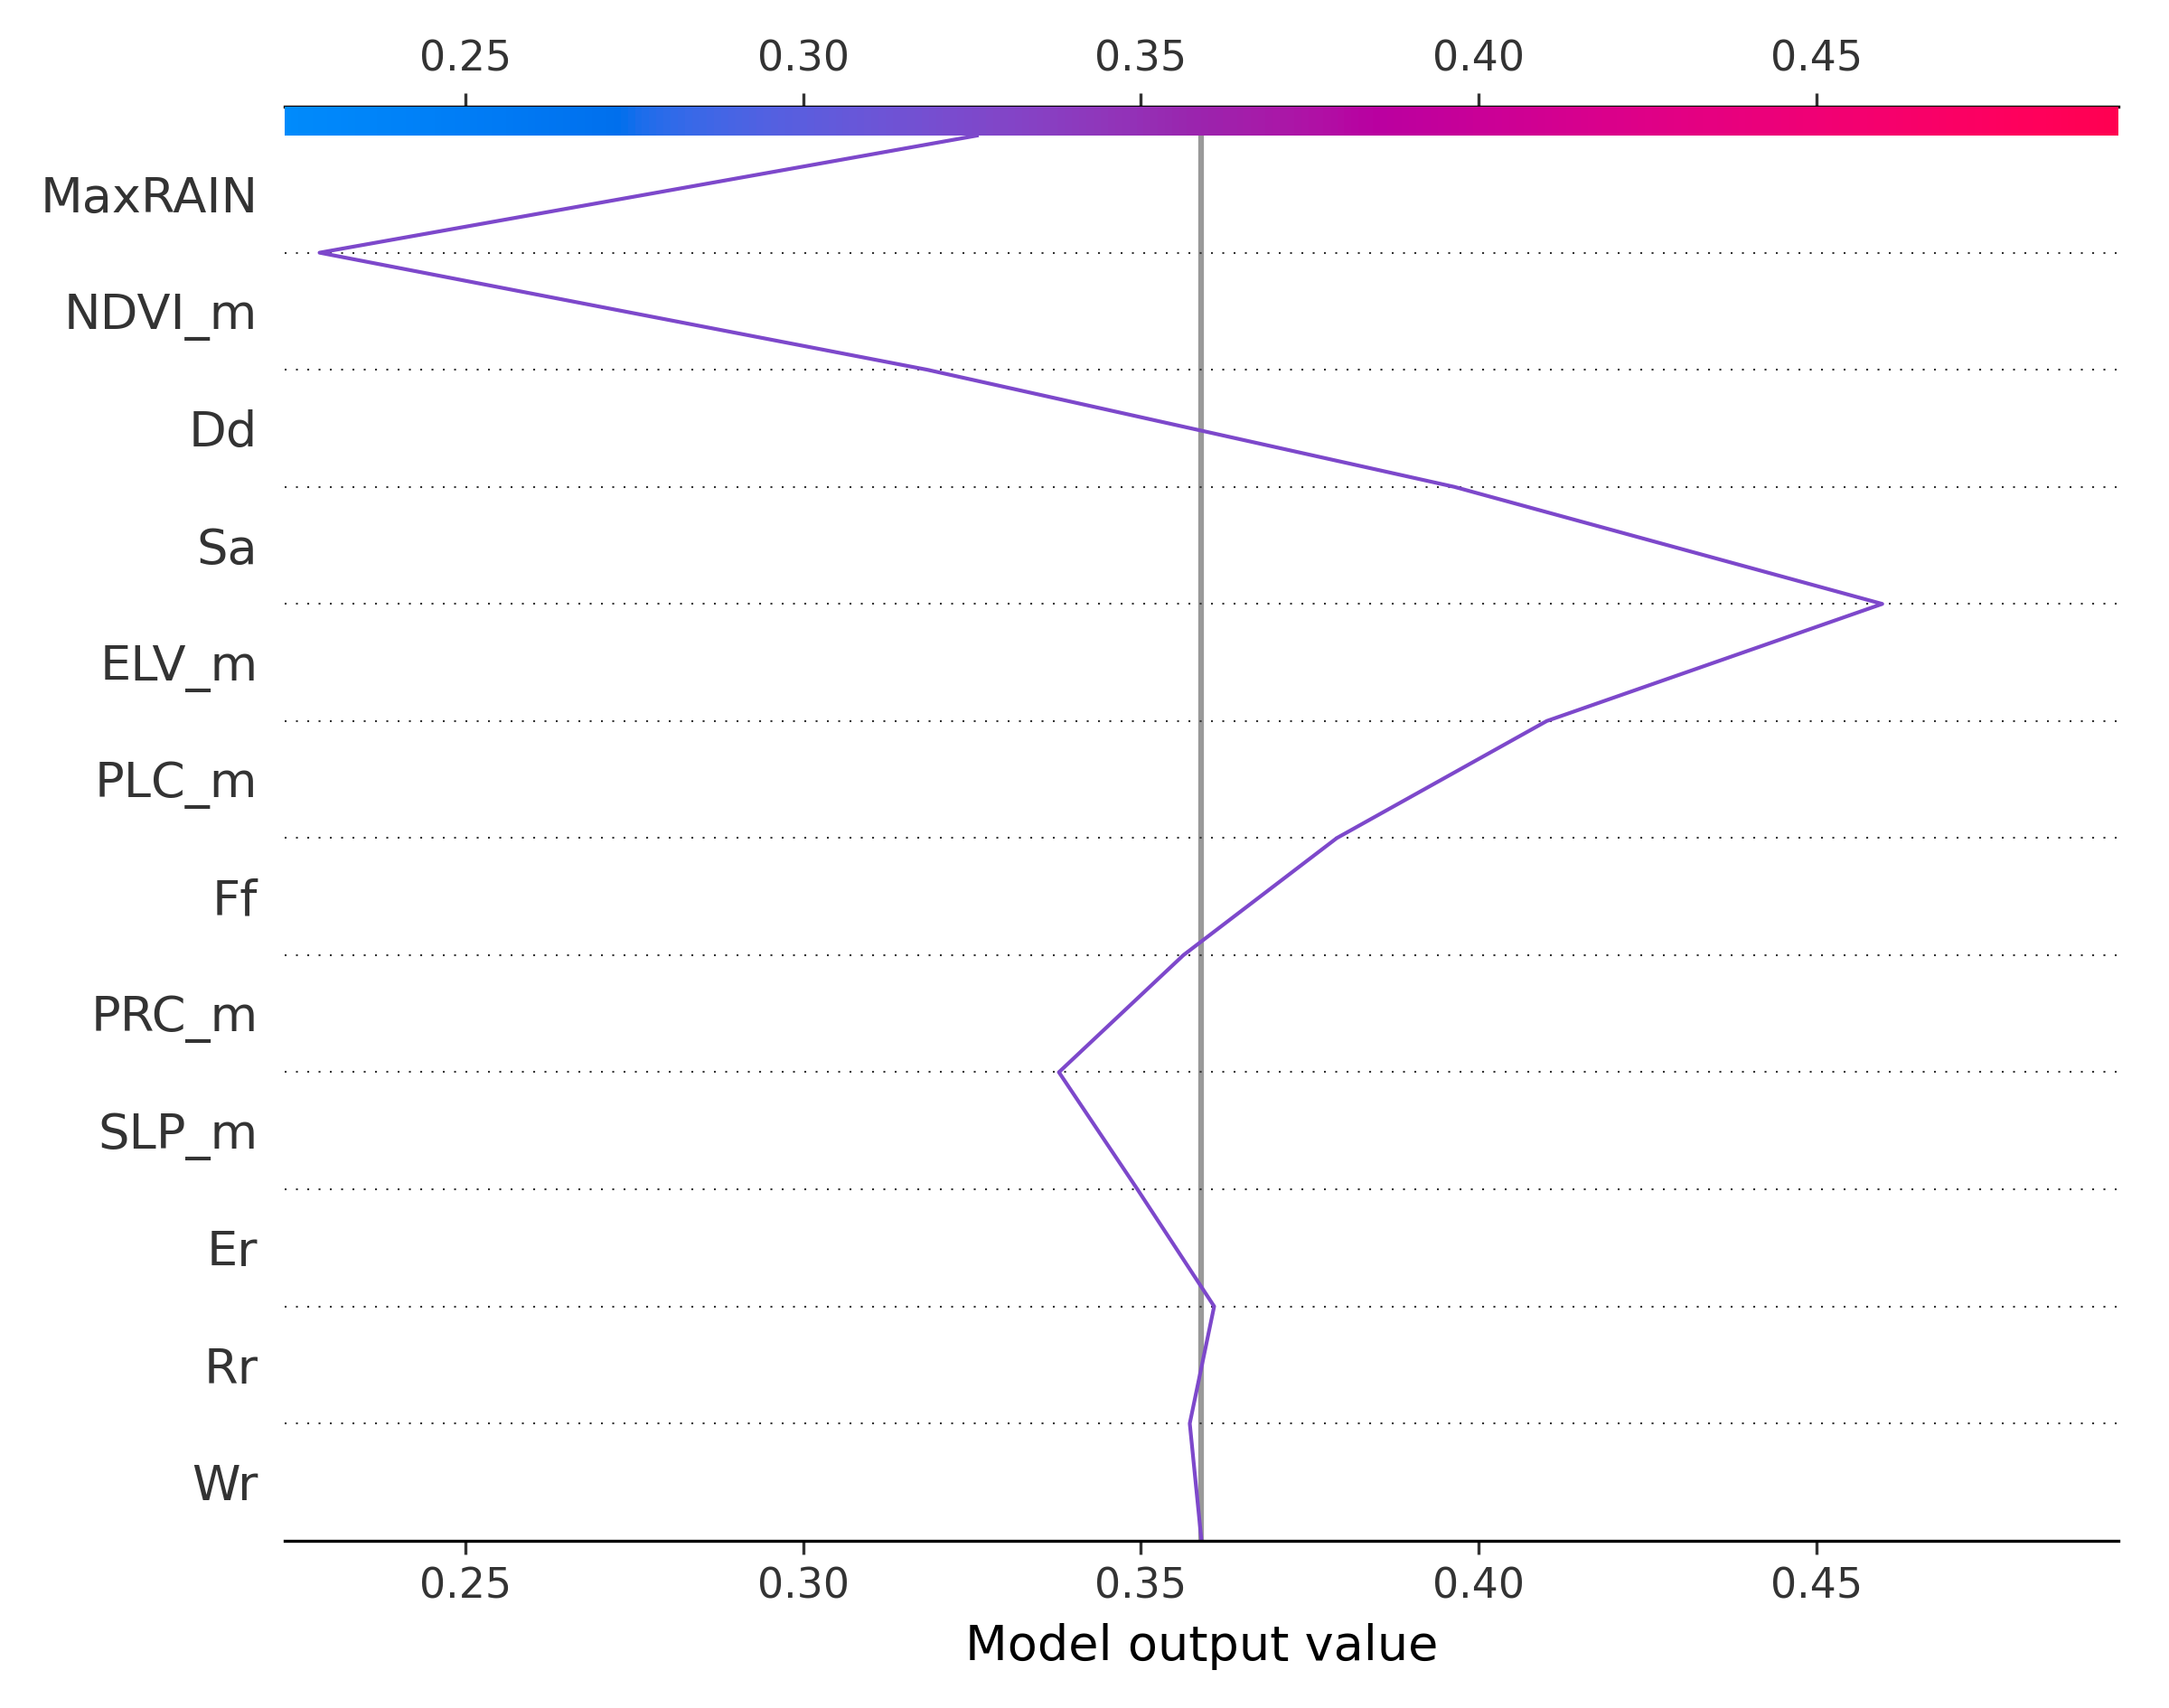 0.25 0.30 0.35 0.40 0.45
MaxRAIN
NDVI_m
Dd
Sa
ELV_m
PLC_m
Ff
PRC_m
SLP_m
Er
Rr
Wr
0.25 0.30 0.35 0.40 0.45
Model output value